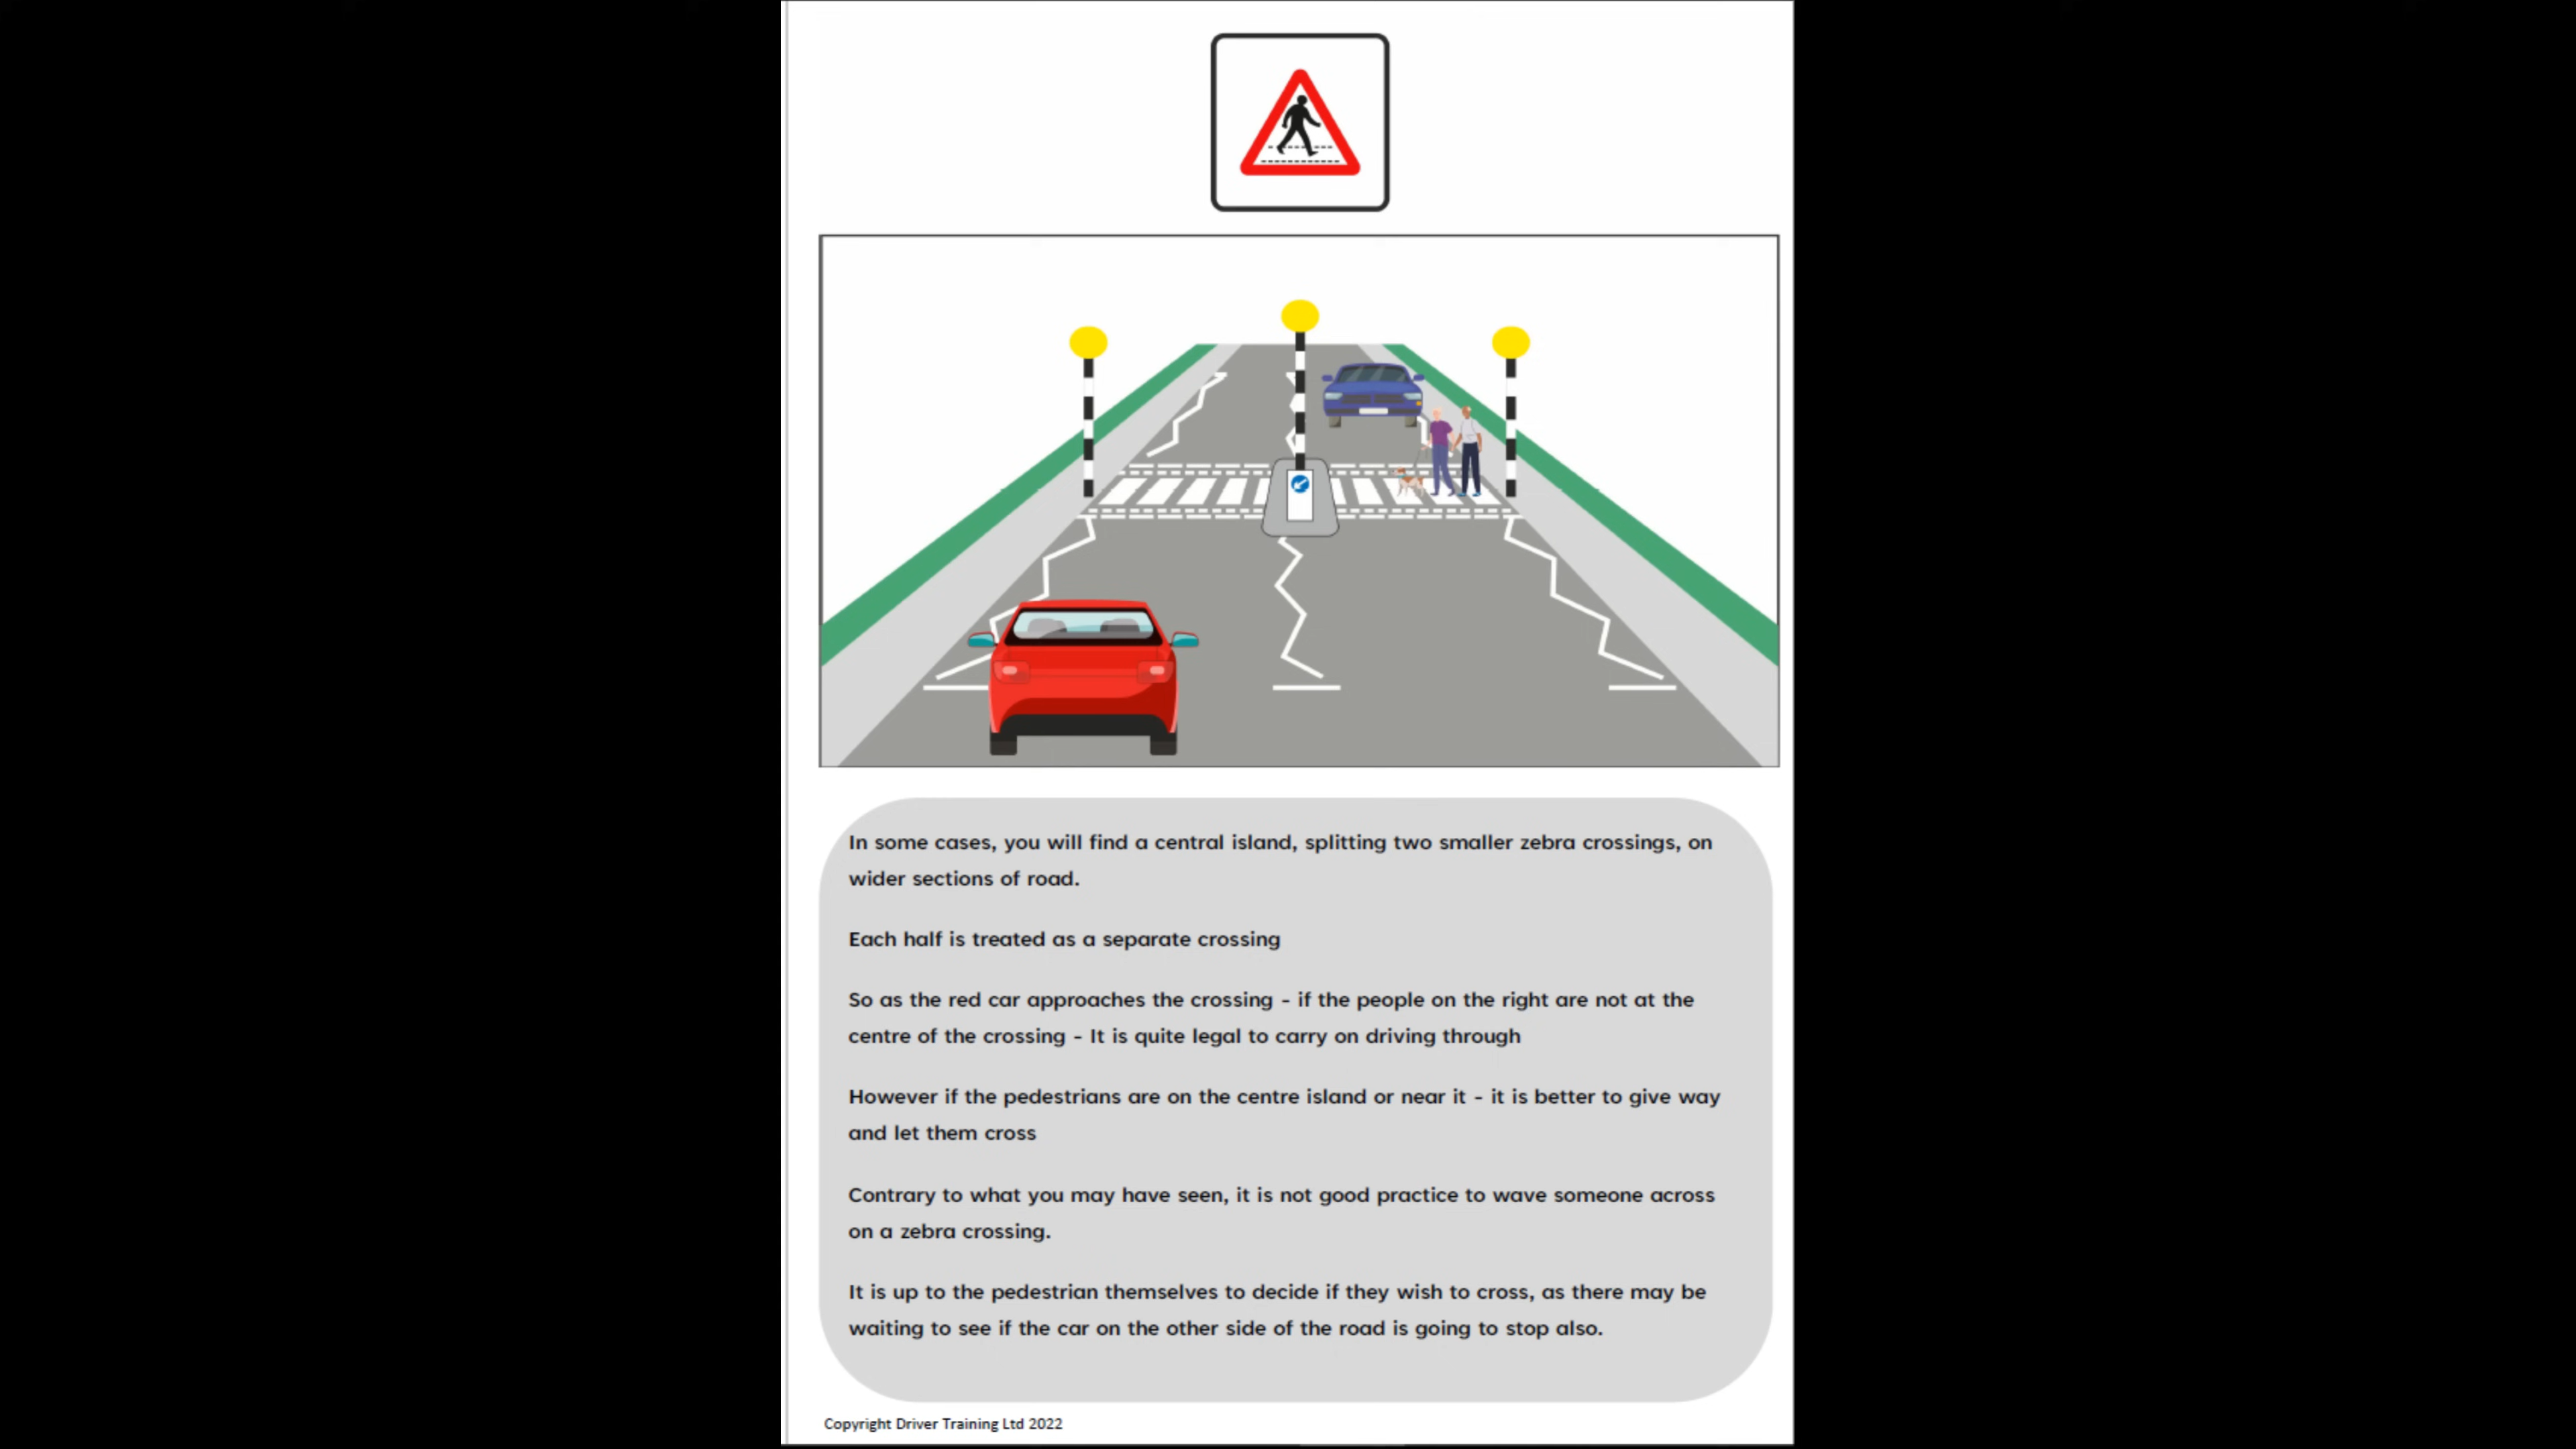 In some cases, you will find a central island, splitting two smaller zebra crossings, on
wider sections of road.
Each half is treated as a separate crossing
So as the red car approaches the crossing - if the people on the right are not at the
centre of the crossing - It is quite legal to carry on driving through
However if the pedestrians are on the centre island or near it - it is better to give way
and let them cross
Contrary to what you may have seen, it is not good practice to wave someone across
on a zebra crossing.
It is up to the pedestrian themselves to decide if they wish to cross, as there may be
waiting to see if the car on the other side of the road is going to stop also.
Copyright Driver Training Ltd 2022